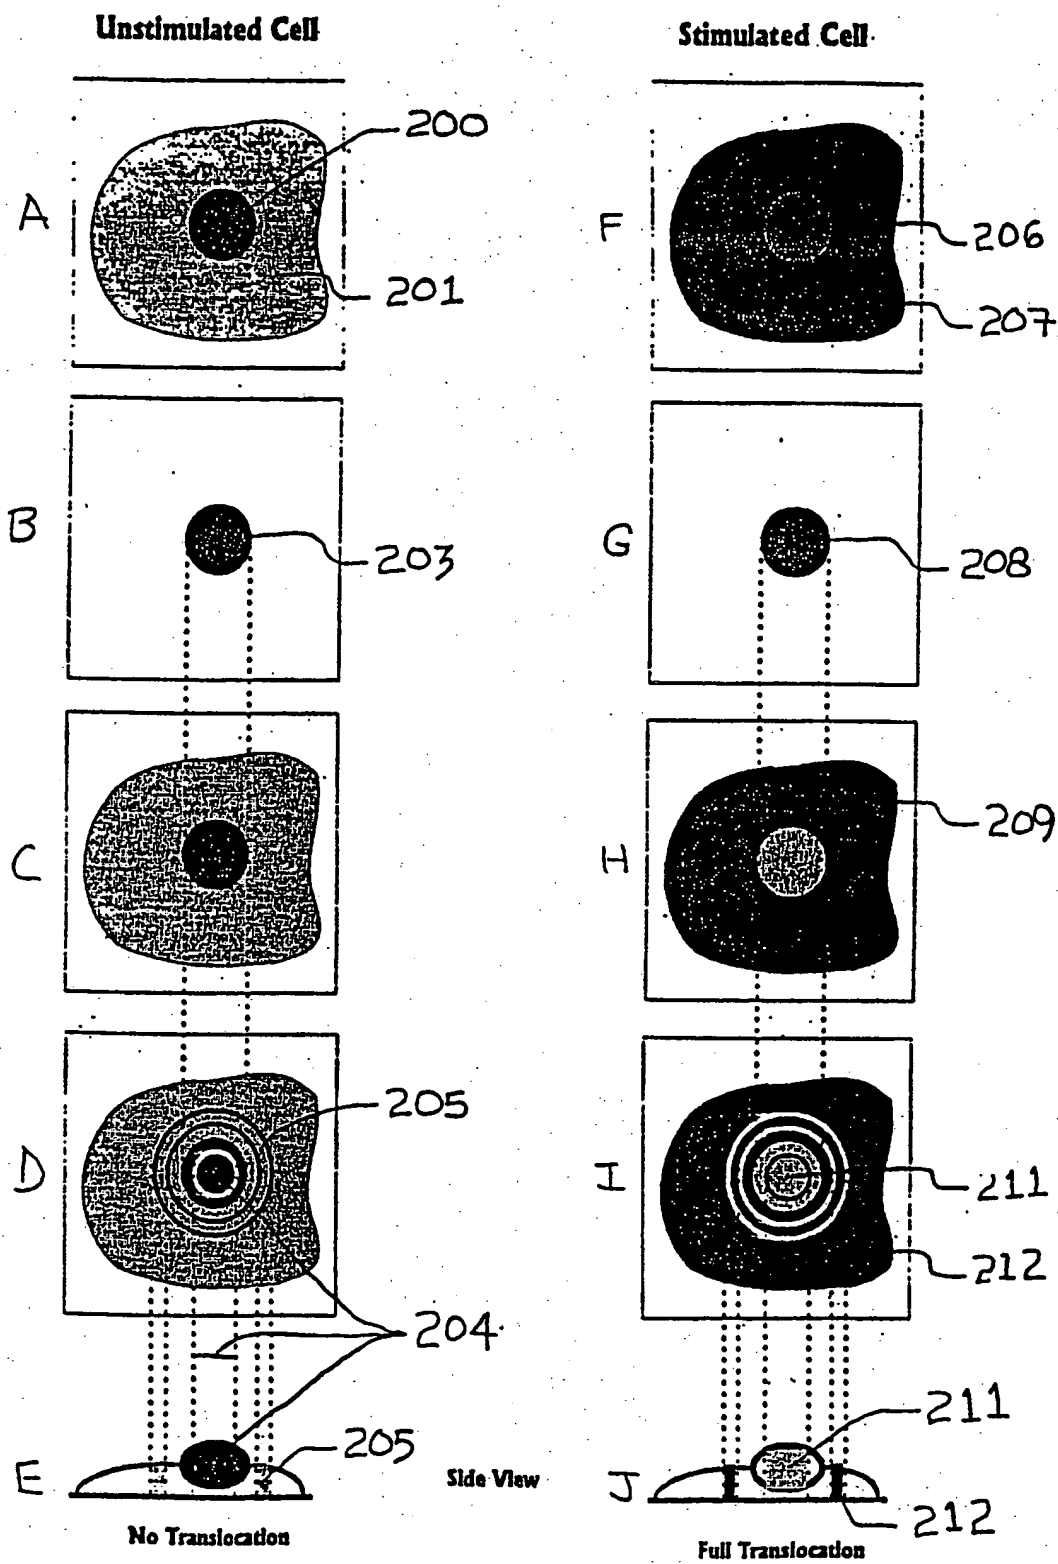 Unstimulated Cell
Stimulated Cell
A
200
201
F
206
207
B
203
G
208
C
H
209
D
205
I
211
212
204
E
205
Side View
J
211
212
No Translocation
Full Translocation